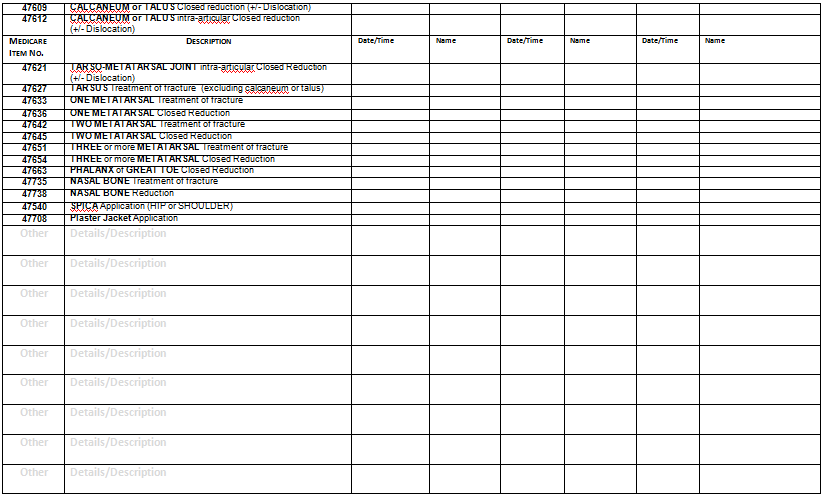 47609 CALCANEUM or TALUS Closed reduction (+/- Dislocation)
47612 CALCANEUM or TALUS intra-articular Closed reduction
(+/- Dislocation)
MEDICARE DESCRIPTION Date/Time Name Date/Time Name Date/Time Name
ITEM NO.
47621 TARSO-METATARSAL JOINT intra-articular Closed Reduction
(+/- Dislocation)
47627 TARSUS Treatment of fracture (excluding calcaneum or talus)
47633 ONE METATARSAL Treatment of fracture
47636 ONE METATARSAL Closed Reduction
47642 TWO METATARSAL Treatment of fracture
47645 TWO METATARSAL Closed Reduction
47651 THREE or more METATARSAL Treatment of fracture
47654 THREE or more METATARSAL Closed Reduction
47663 PHALANX of GREAT TOE Closed Reduction
47735 NASAL BONE Treatment of fracture
47738 NASAL BONE Reduction
47540 SPICA Application (HIP or SHOULDER)
47708 Plaster Jacket Application
Other Details/Description
Other Details/Description
Other Details/Description
Other Details/Description
Other Details/Description
Other Details/Description
Other Details/Description
Other Details/Description
Other Details/Description